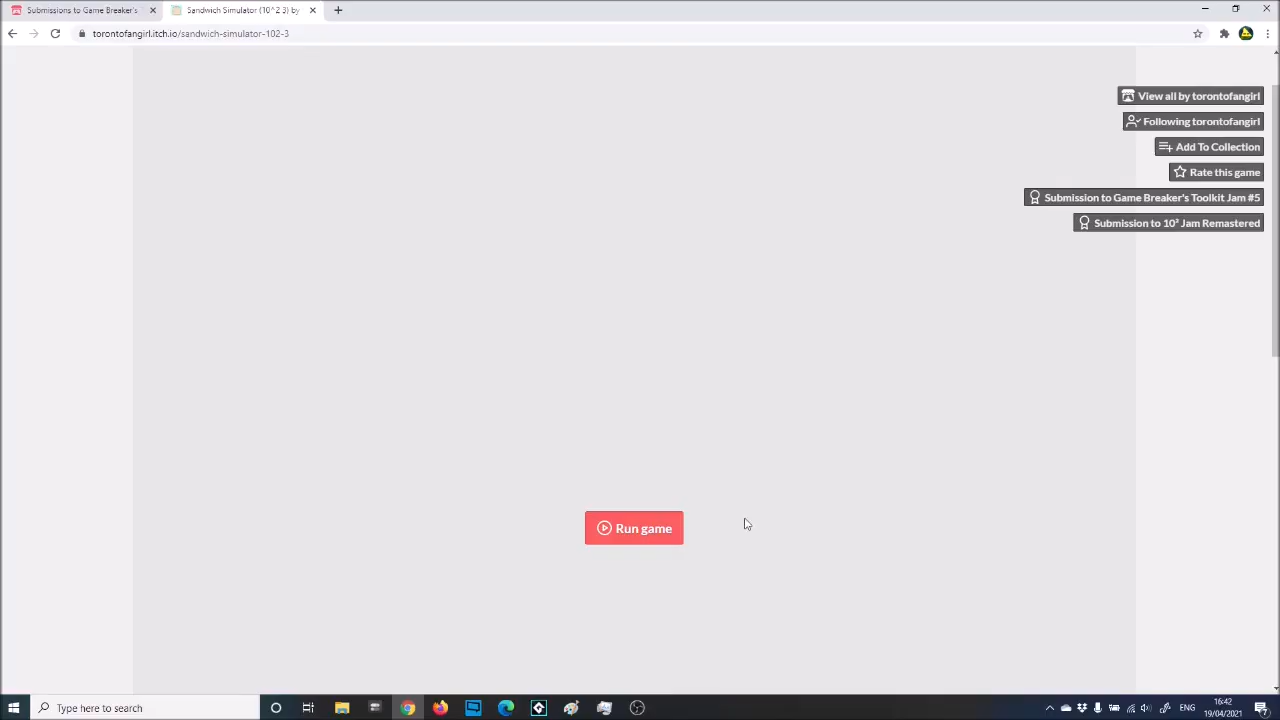 Submissions to Game Breaker's
Sandwich Simulator (10^2 3) by
torontofangirl.itch.io/sandwich-simulator-102-3
View all by torontofangirl
Following torontofangirl
Add To Collection
Rate this game
Submission to Game Breaker's Toolkit Jam #5
Submission to 10² Jam Remastered
Run game
Type here to search
ENG
16:42
19/04/2021